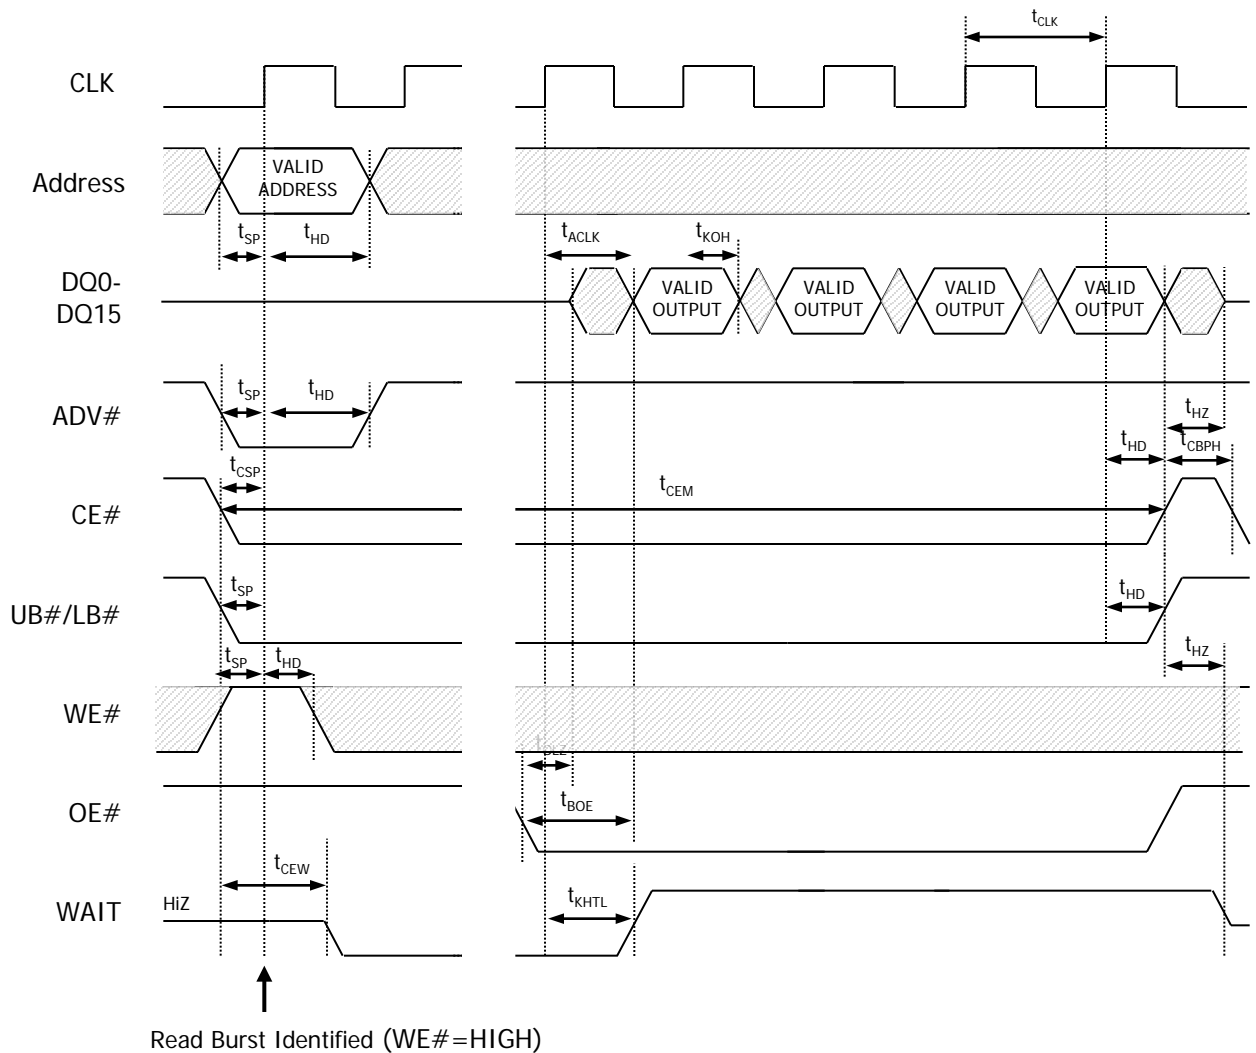 tCLK
CLK
Address
VALID
ADDRESS
tSP
tHD
tACLK
tKOH
DQ0-
DQ15
VALID
OUTPUT
VALID
OUTPUT
VALID
OUTPUT
VALID
OUTPUT
ADV#
tSP
tHD
tHZ
tHD
tCBPH
CE#
tCSP
tCEM
UB#/LB#
tSP
tHD
tSP
tHD
tHZ
WE#
OE#
tBOE
tCEW
WAIT
HiZ
tKHTL
Read Burst Identified (WE#=HIGH)